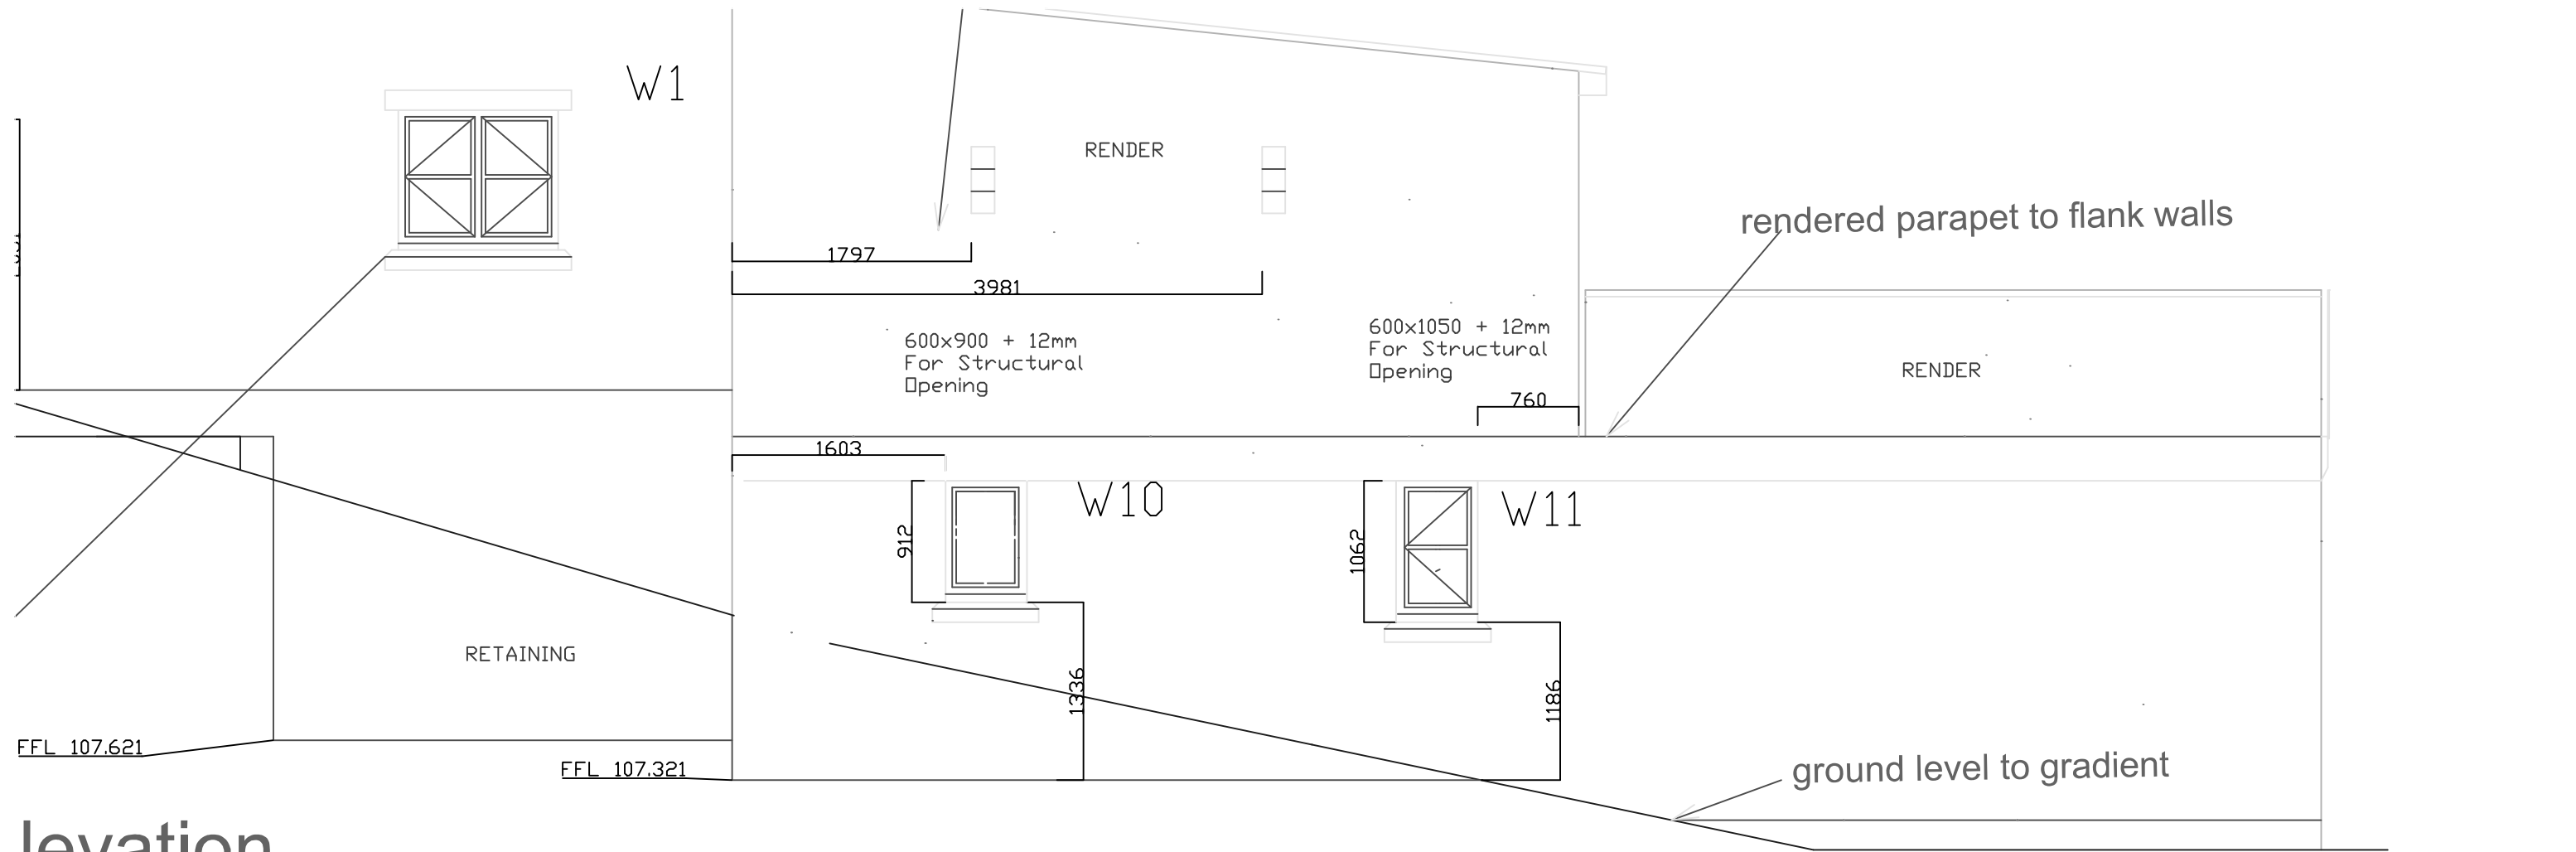 W1
RENDER
rendered parapet to flank walls
1797
3981
600x900 + 12mm
For Structural
Opening
600x1050 + 12mm
For Structural
Opening
RENDER
760
1603
W10
W11
912
1062
RETAINING
1336
1186
FFL 107.621
FFL 107.321
ground level to gradient
levation